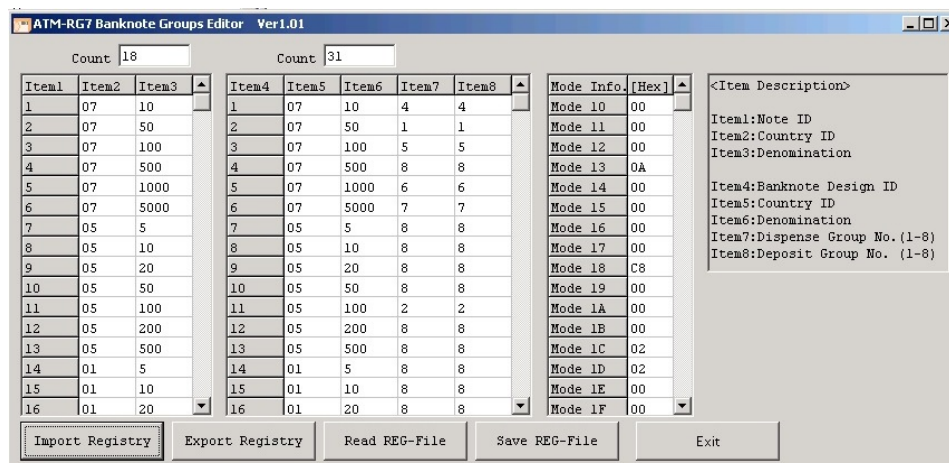 ATM-RG7 Banknote Groups Editor Ver1.01
Count 18 Count 31
Item1 Item2 Item3 Item4 Item5 Item6 Item7 Item8 Mode Info. [Hex] <Item Description>
1 07 10 1 07 10 4 4 Mode 10 00
2 07 50 2 07 50 1 1 Mode 11 00 Item1:Note ID
3 07 100 3 07 100 5 5 Mode 12 00 Item2:Country ID
4 07 500 4 07 500 8 8 Mode 13 0A Item3:Denomination
5 07 1000 5 07 1000 6 6 Mode 14 00 Item4:Banknote Design ID
6 07 5000 6 07 5000 7 7 Mode 15 00 Item5:Country ID
7 05 5 7 05 5 8 8 Mode 16 00 Item6:Denomination
8 05 10 8 05 10 8 8 Mode 17 00 Item7:Dispense Group No.(1-8)
9 05 20 9 05 20 8 8 Mode 18 C8 Item8:Deposit Group No. (1-8)
10 05 50 10 05 50 8 8 Mode 19 00
11 05 100 11 05 100 2 2 Mode 1A 00
12 05 200 12 05 200 8 8 Mode 1B 00
13 05 500 13 05 500 8 8 Mode 1C 02
14 01 5 14 01 5 8 8 Mode 1D 02
15 01 10 15 01 10 8 8 Mode 1E 00
16 01 20 16 01 20 8 8 Mode 1F 00
Import Registry Export Registry Read REG-File Save REG-File Exit